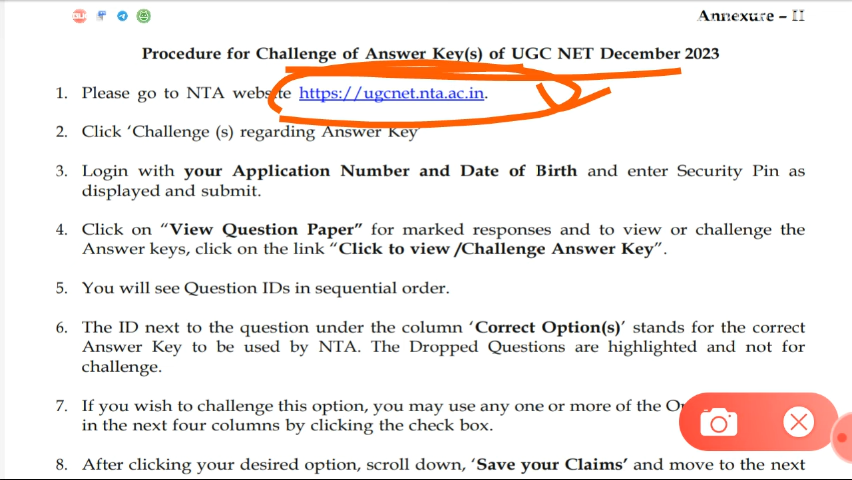 Annexure – II
Procedure for Challenge of Answer Key(s) of UGC NET December 2023
1. Please go to NTA website https://ugcnet.nta.ac.in.
2. Click ‘Challenge (s) regarding Answer Key
3. Login with your Application Number and Date of Birth and enter Security Pin as
displayed and submit.
4. Click on “View Question Paper” for marked responses and to view or challenge the
Answer keys, click on the link “Click to view /Challenge Answer Key”.
5. You will see Question IDs in sequential order.
6. The ID next to the question under the column ‘Correct Option(s)’ stands for the correct
Answer Key to be used by NTA. The Dropped Questions are highlighted and not for
challenge.
7. If you wish to challenge this option, you may use any one or more of the
in the next four columns by clicking the check box.
8. After clicking your desired option, scroll down, ‘Save your Claims’ and move to the next